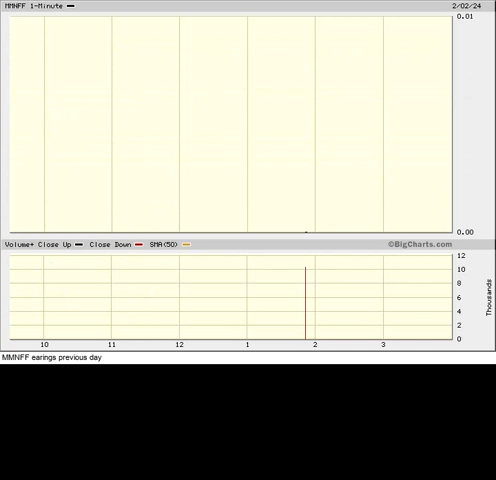 MMNFF 1-Minute 2/02/24
0.01
0.00
Volume+ Close Up Close Down SMA(50) ©BigCharts.com
12
10
8
6
4
2
0
Thousands
10 11 12 1 2 3
MMNFF earings previous day